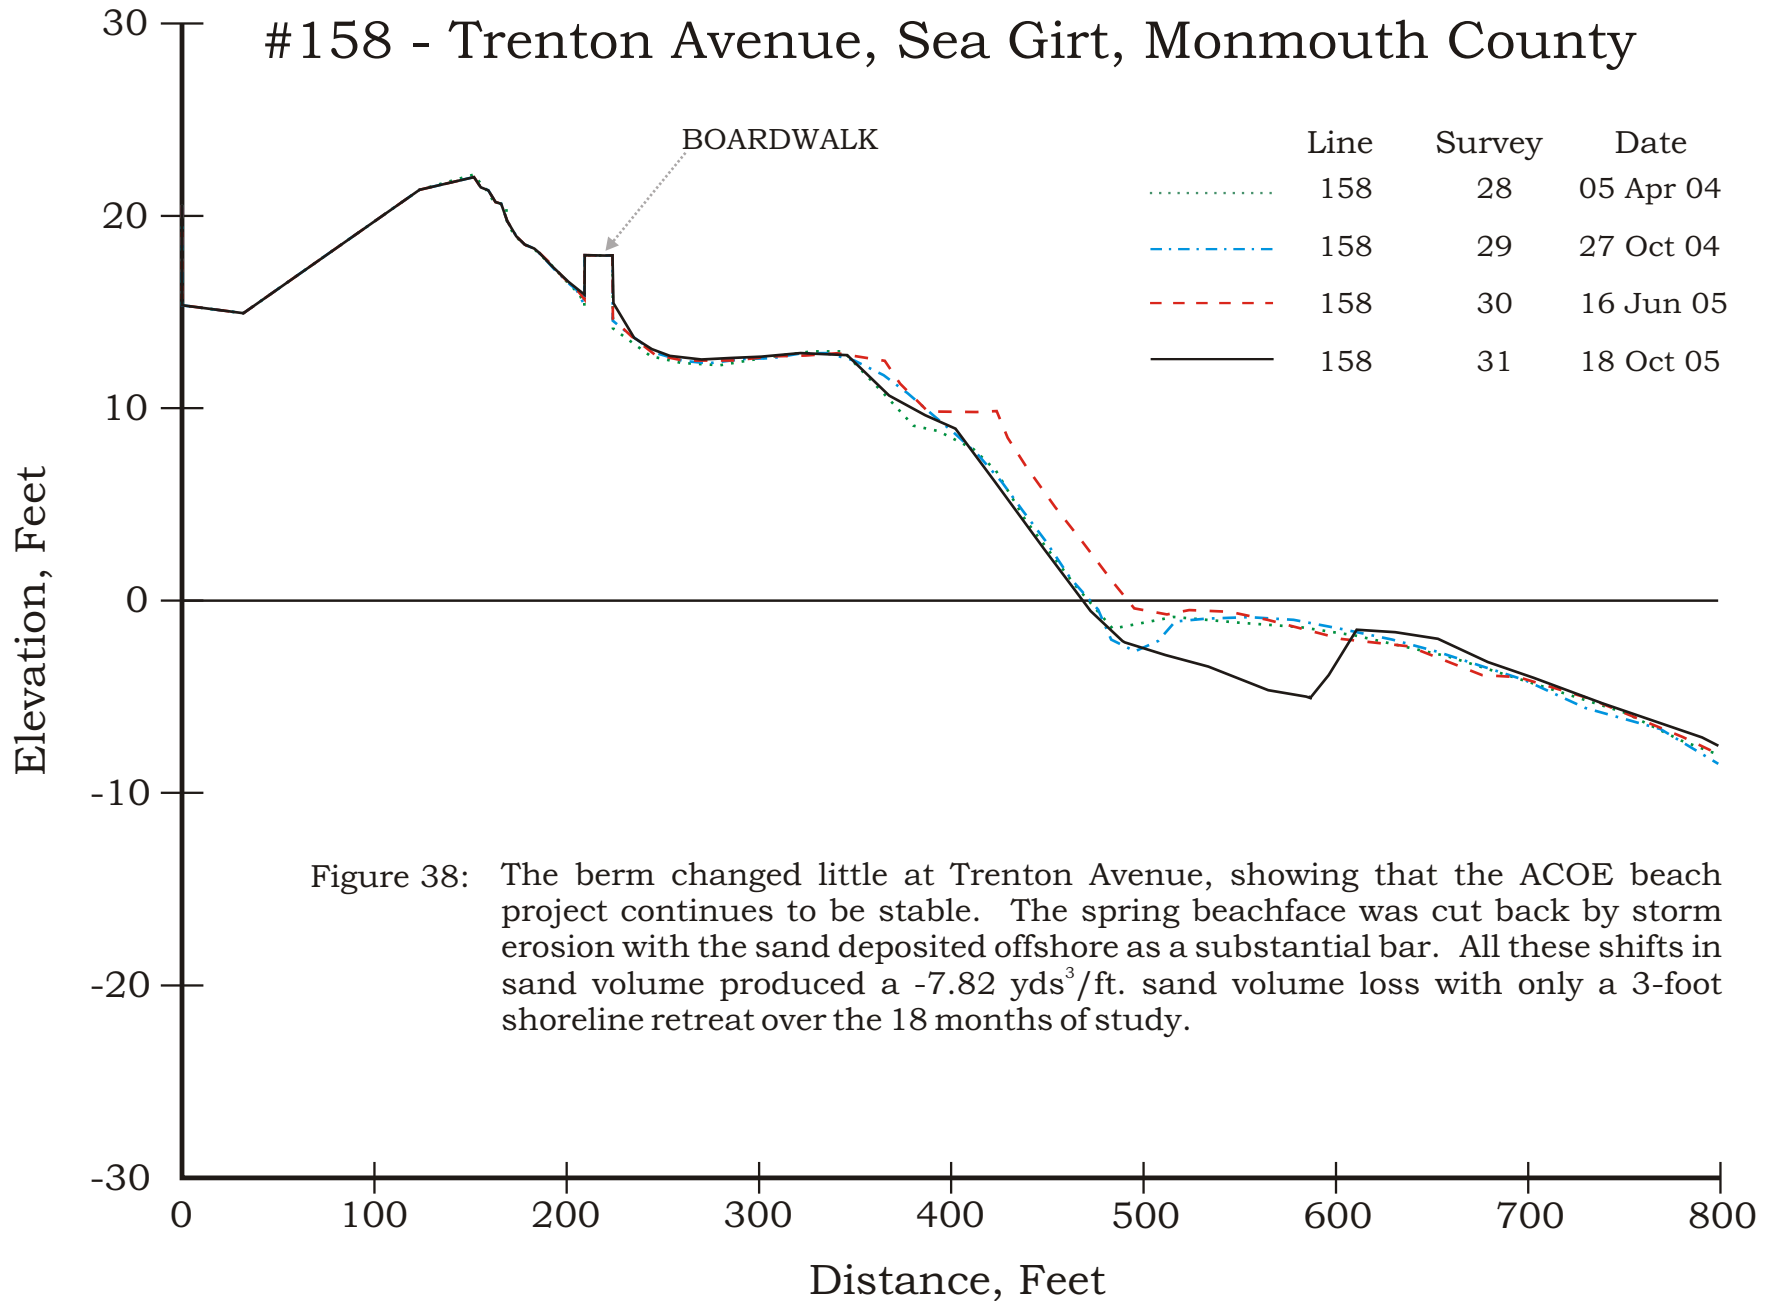 #158 - Trenton Avenue, Sea Girt, Monmouth County
BOARDWALK
Line Survey Date
158 28 05 Apr 04
158 29 27 Oct 04
158 30 16 Jun 05
158 31 18 Oct 05
30
20
10
0
-10
-20
-30
Elevation, Feet
Figure 38: The berm changed little at Trenton Avenue, showing that the ACOE beach
project continues to be stable. The spring beachface was cut back by storm
erosion with the sand deposited offshore as a substantial bar. All these shifts in
sand volume produced a -7.82 yds³/ft. sand volume loss with only a 3-foot
shoreline retreat over the 18 months of study.
0 100 200 300 400 500 600 700 800
Distance, Feet